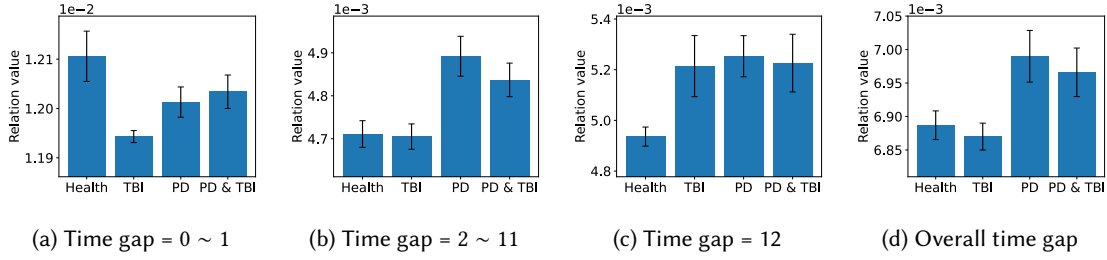 1e−2
Relation value
1.21
1.20
1.19
Health TBI PD PD & TBI
(a) Time gap = 0 ∼ 1
1e−3
Relation value
4.9
4.8
4.7
Health TBI PD PD & TBI
(b) Time gap = 2 ∼ 11
1e−3
Relation value
5.4
5.2
5.0
4.8
Health TBI PD PD & TBI
(c) Time gap = 12
1e−3
Relation value
7.05
7.00
6.95
6.90
6.85
Health TBI PD PD & TBI
(d) Overall time gap